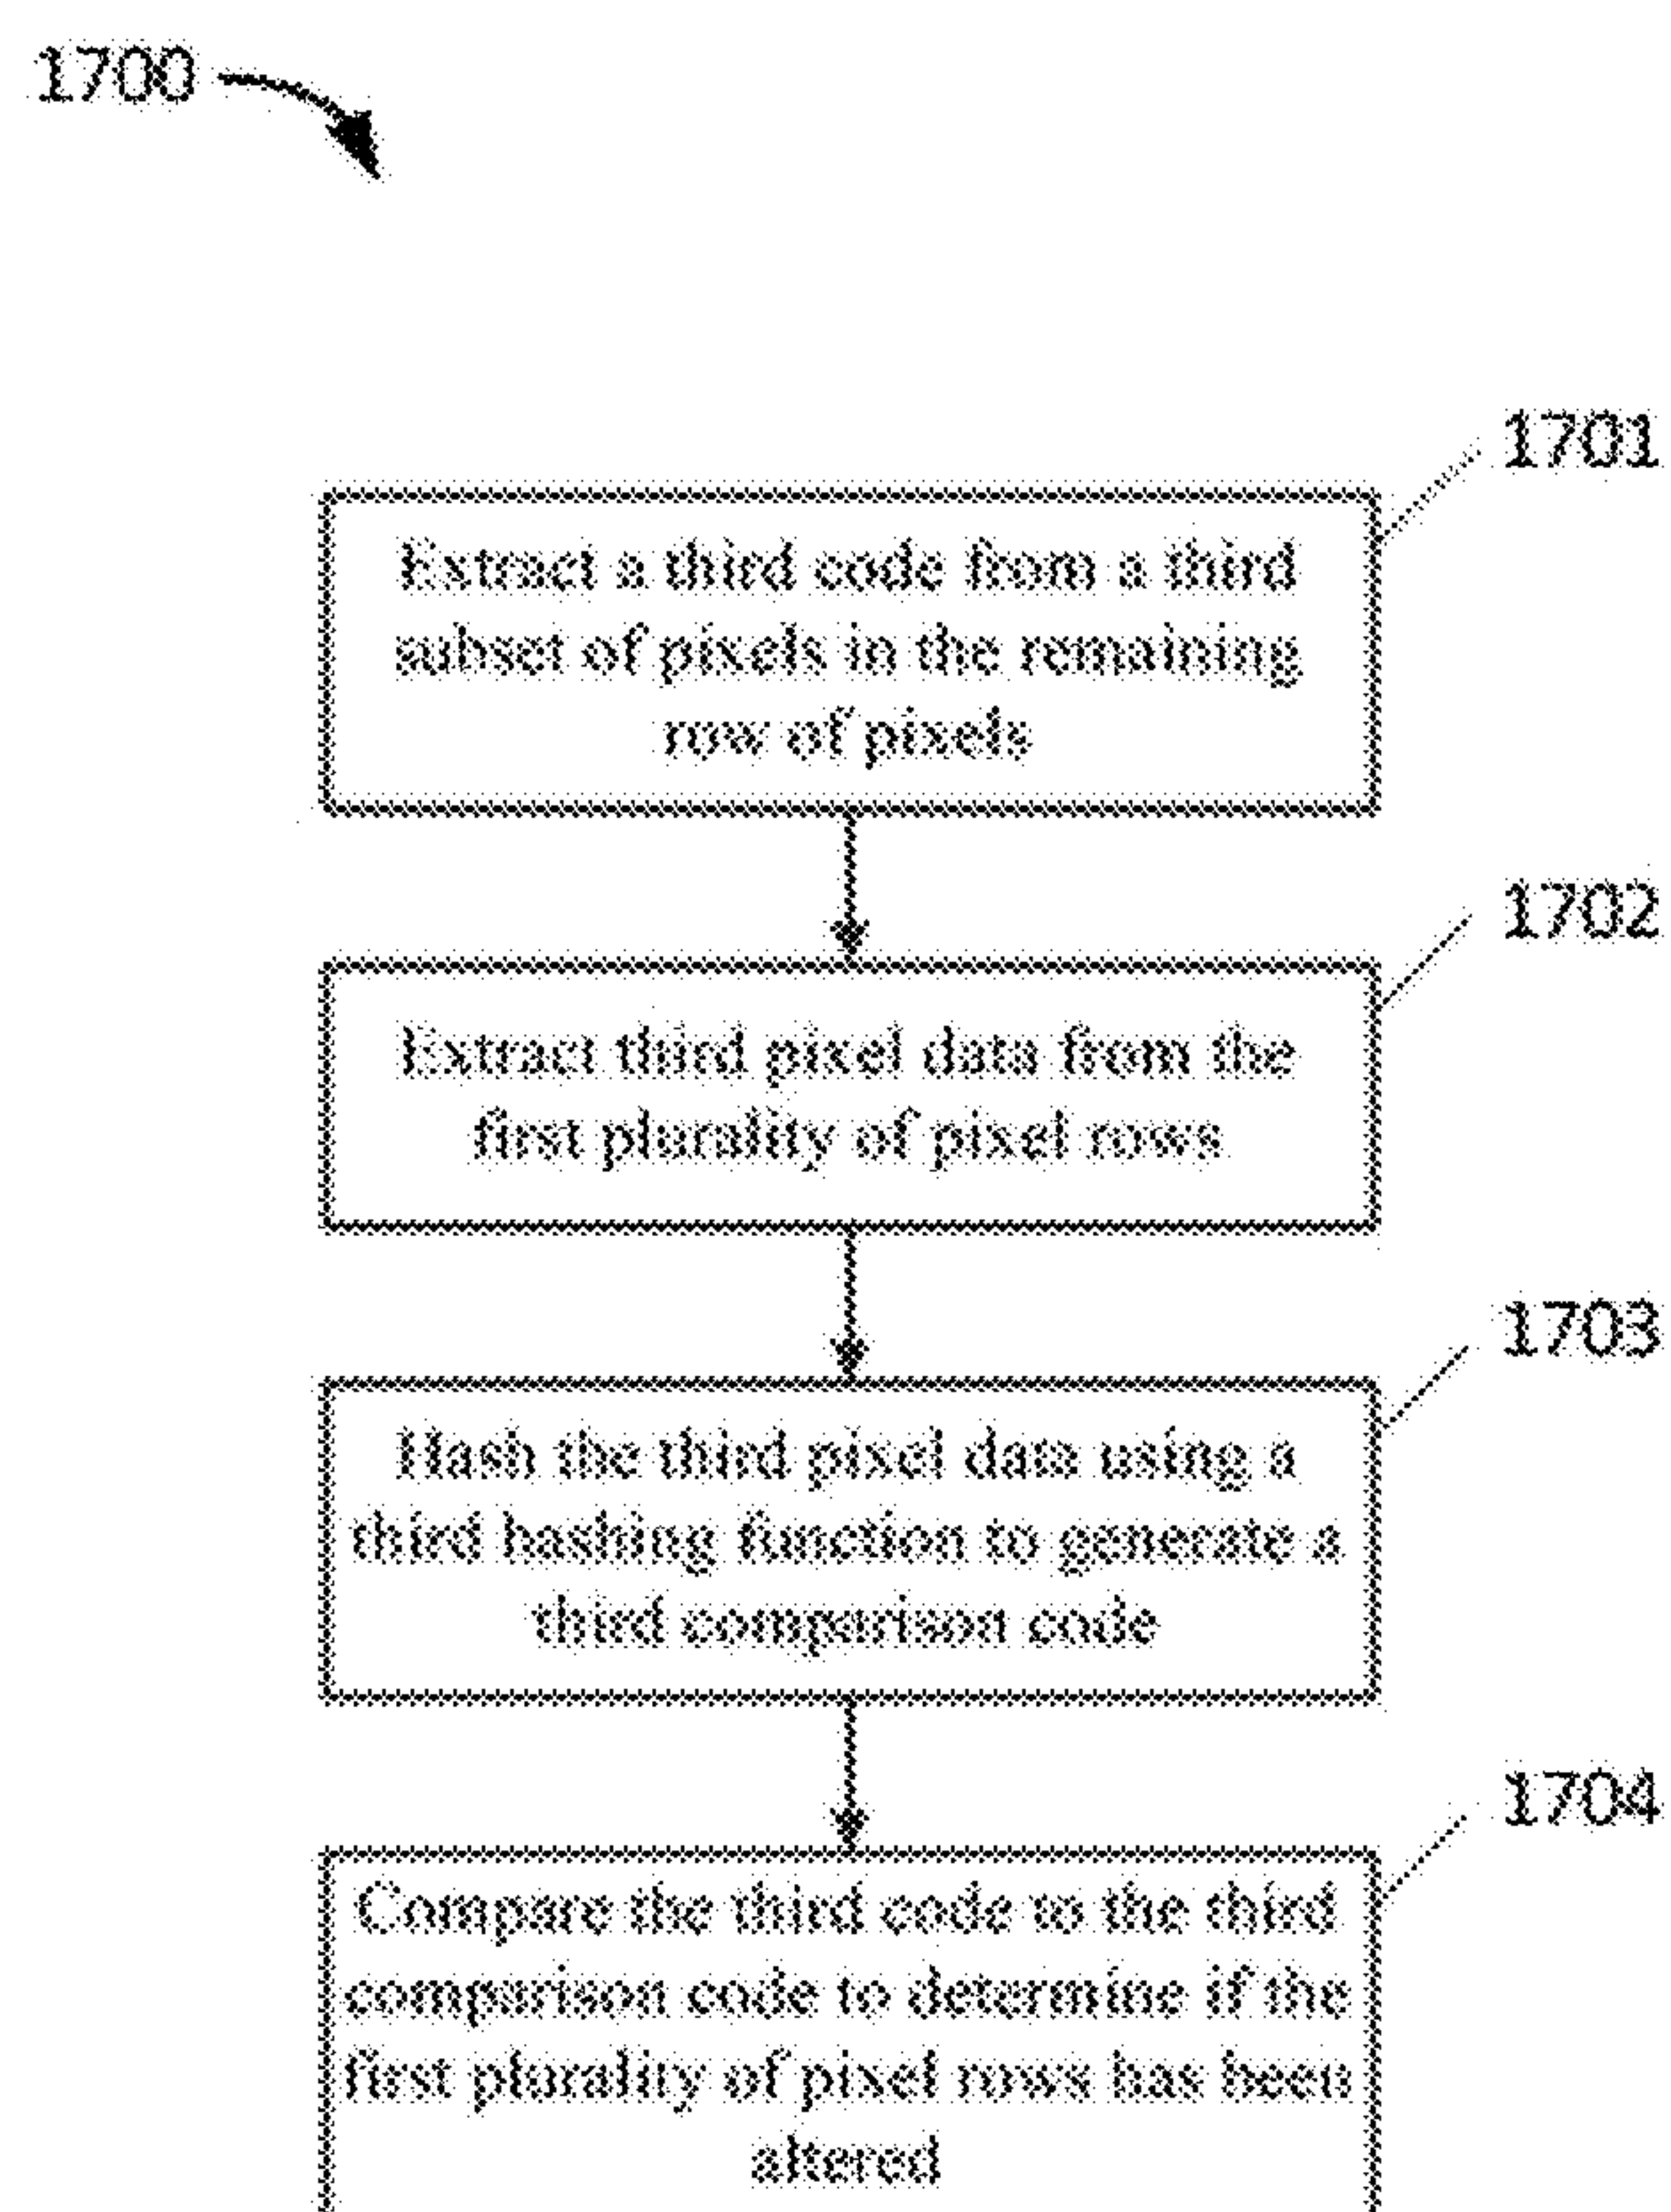 1700
1701
Extract a third code from a third
subset of pixels in the remaining
row of pixels
1702
Extract third pixel data from the
first plurality of pixel rows
1703
Hash the third pixel data using a
third hashing function to generate a
third comparison code
1704
Compare the third code to the third
comparison code to determine if the
first plurality of pixel rows has been
altered